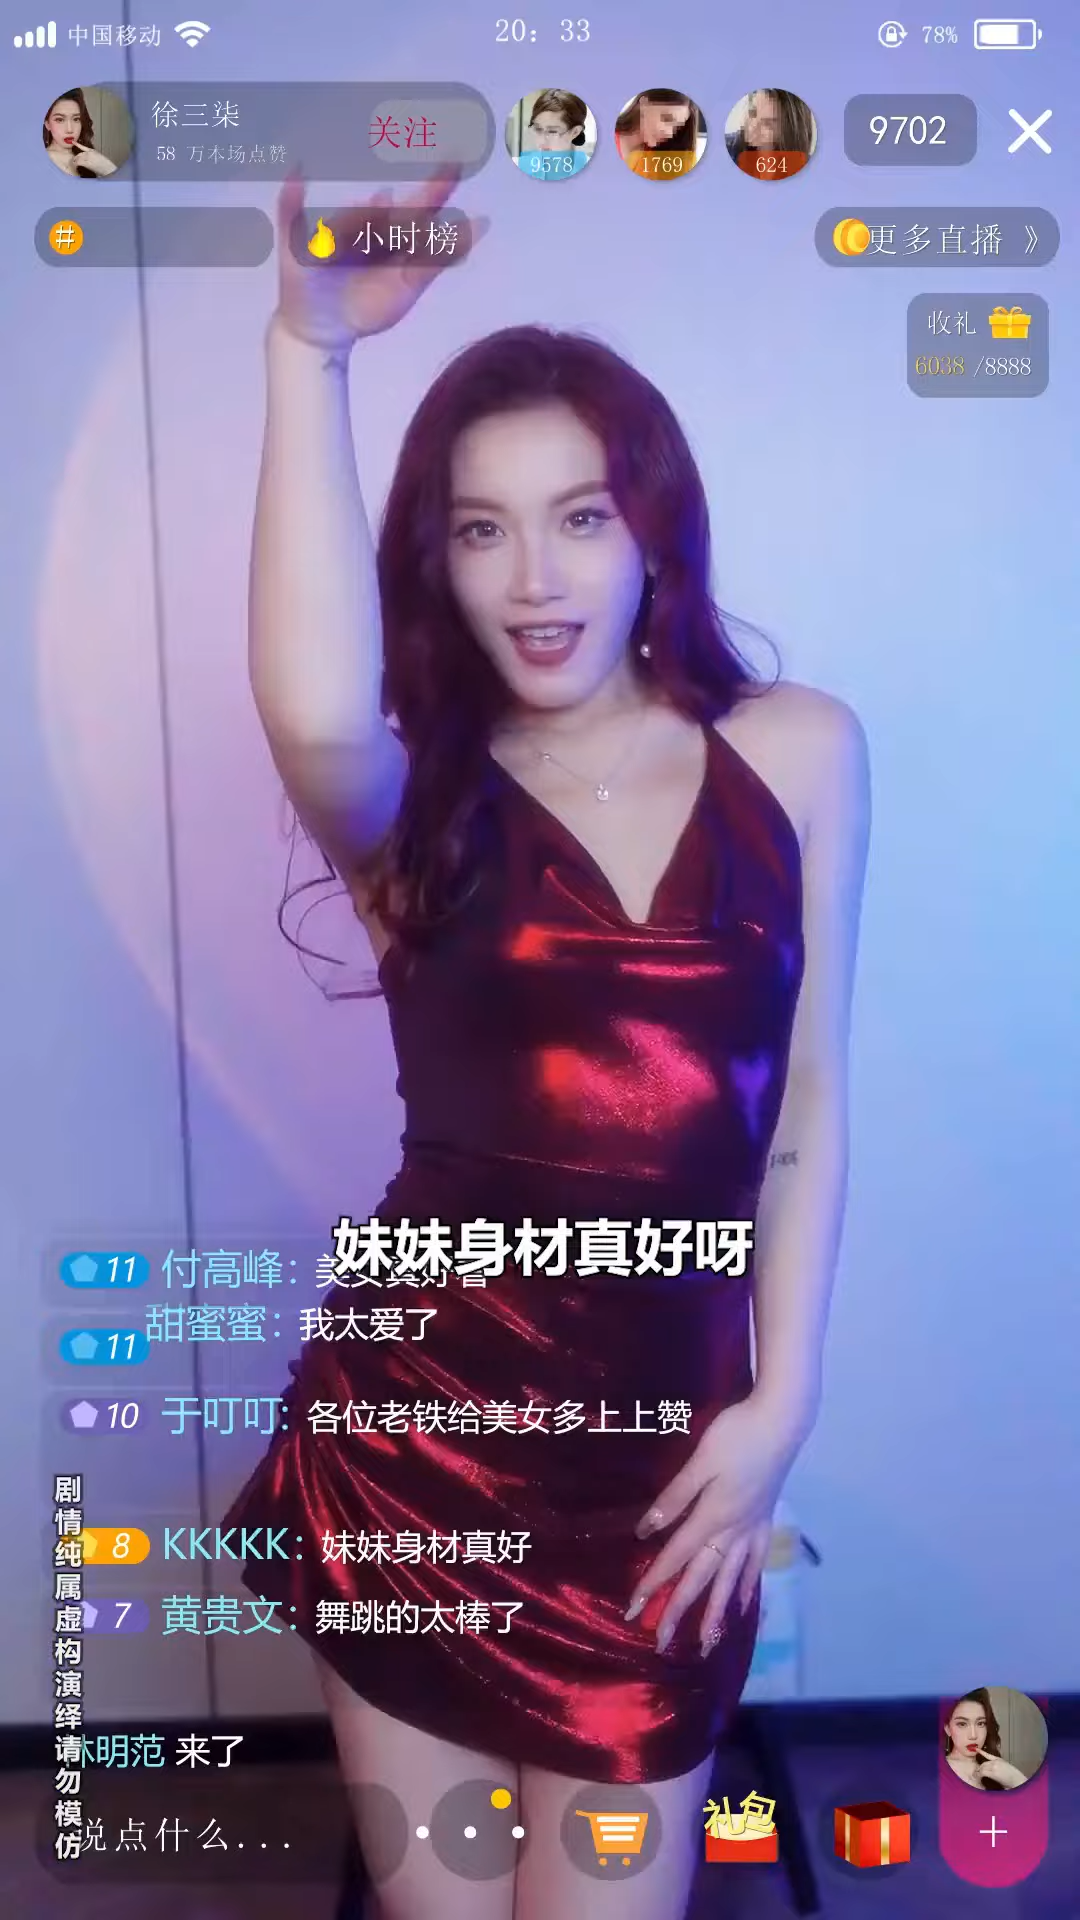 中国移动
20：33
78%
徐三柒
58 万本场点赞
关注
9578
1769
624
9702
#
小时榜
更多直播 》
收礼
6038 /8888
妹妹身材真好呀
11 付高峰：美女真好看
11 甜蜜蜜：我太爱了
10 于叮叮：各位老铁给美女多上上赞
8 KKKKK：妹妹身材真好
7 黄贵文：舞跳的太棒了
林明范 来了
剧情纯属虚构演绎请勿模仿
说点什么...
礼包